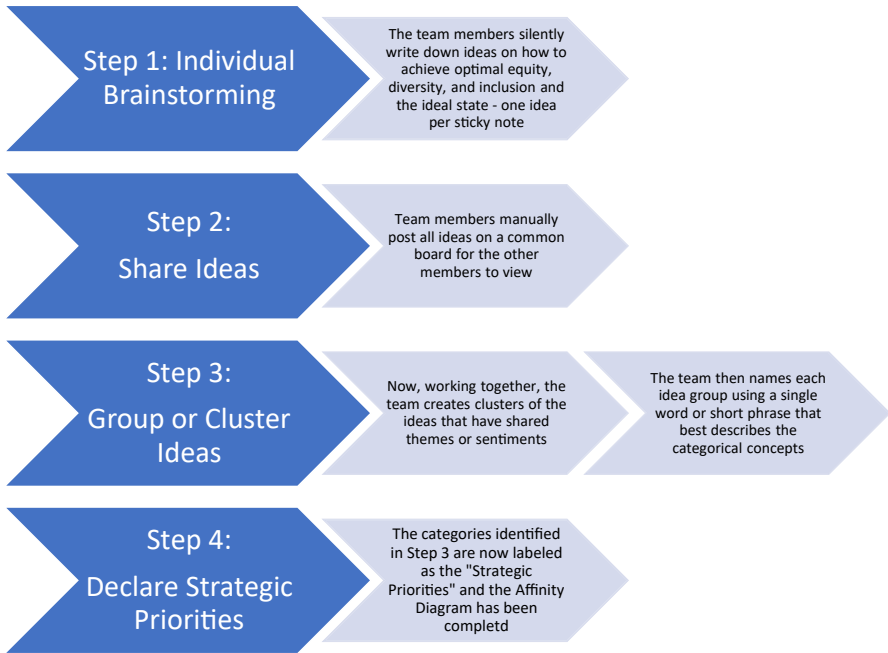 Step 1: Individual
Brainstorming
The team members silently
write down ideas on how to
achieve optimal equity,
diversity, and inclusion and
the ideal state - one idea
per sticky note
Step 2:
Share Ideas
Team members manually
post all ideas on a common
board for the other
members to view
Step 3:
Group or Cluster
Ideas
Now, working together, the
team creates clusters of the
ideas that have shared
themes or sentiments
The team then names each
idea group using a single
word or short phrase that
best describes the
categorical concepts
Step 4:
Declare Strategic
Priorities
The categories identified
in Step 3 are now labeled
as the "Strategic
Priorities" and the Affinity
Diagram has been
completd